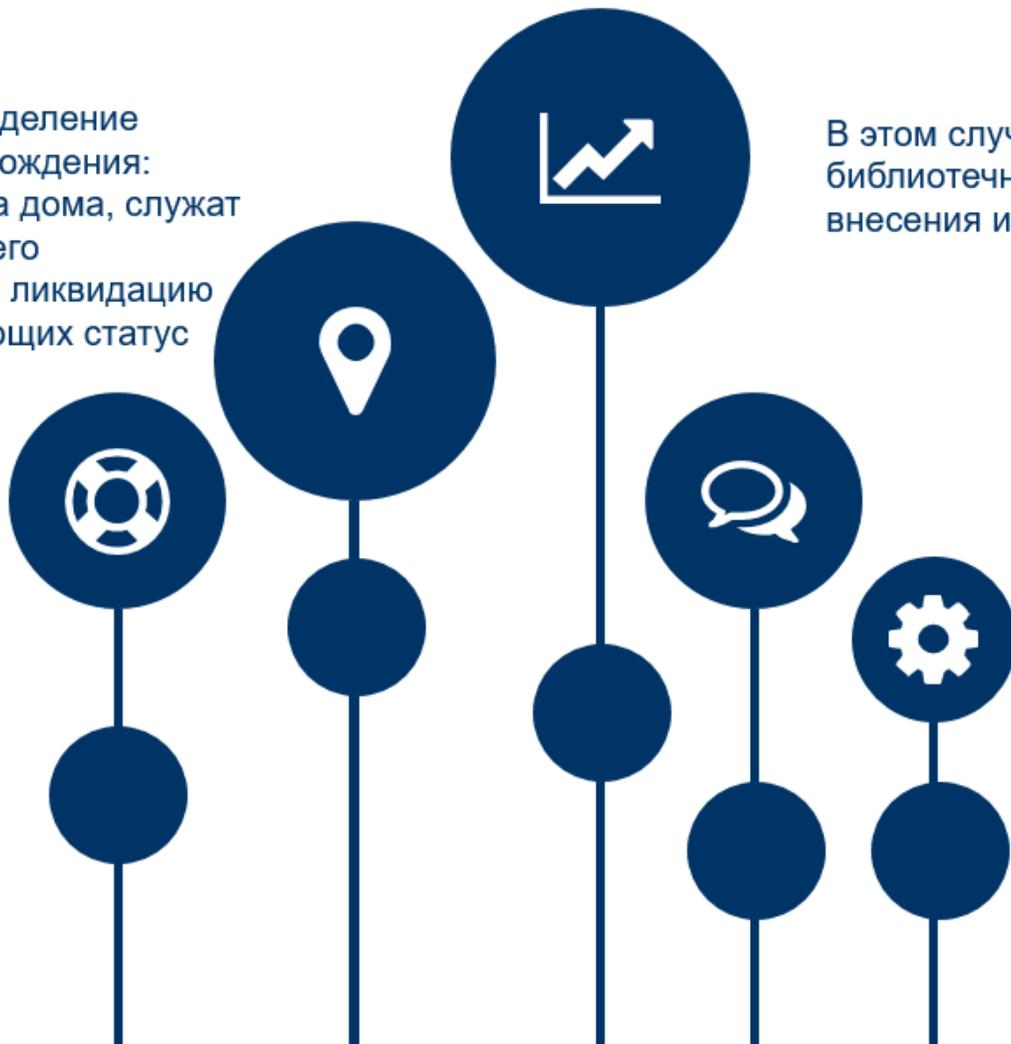 деление
ождения:
а дома, служат
его
ликвидацию
ощих статус
В этом случ
библиотечн
внесения и